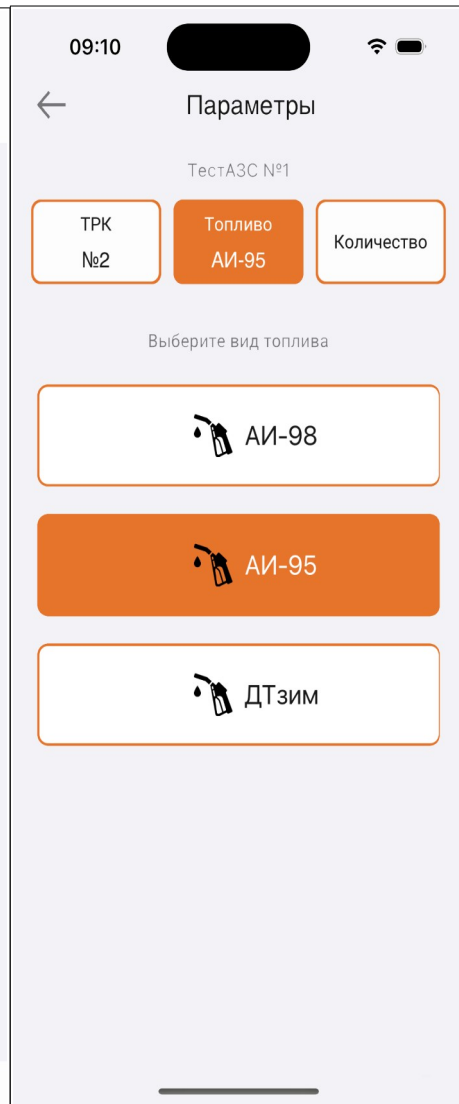 09:10
Параметры
ТестАЗС №1
ТРК
№2
Топливо
АИ-95
Количество
Выберите вид топлива
АИ-98
АИ-95
ДТзим